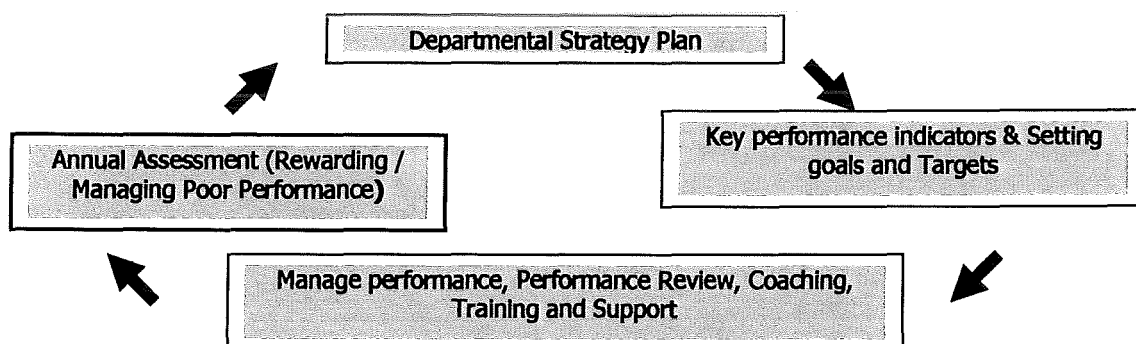 Departmental Strategy Plan
Key performance indicators & Setting
goals and Targets
Annual Assessment (Rewarding /
Managing Poor Performance)
Manage performance, Performance Review, Coaching,
Training and Support